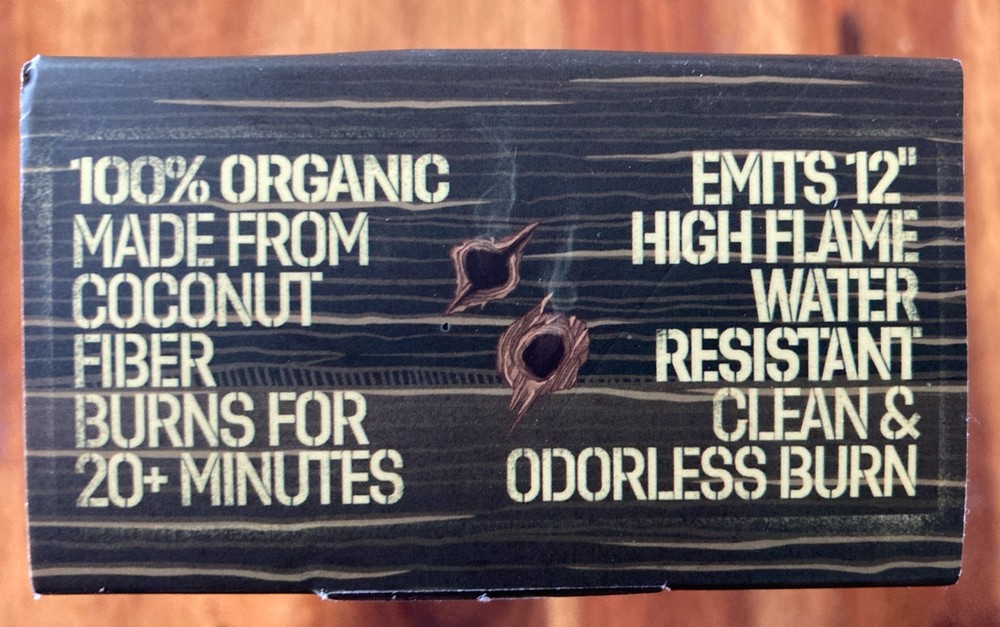 100% ORGANIC
MADE FROM
COCONUT
FIBER
BURNS FOR
20+ MINUTES
EMITS 12"
HIGH FLAME
WATER
RESISTANT
CLEAN &
ODORLESS BURN